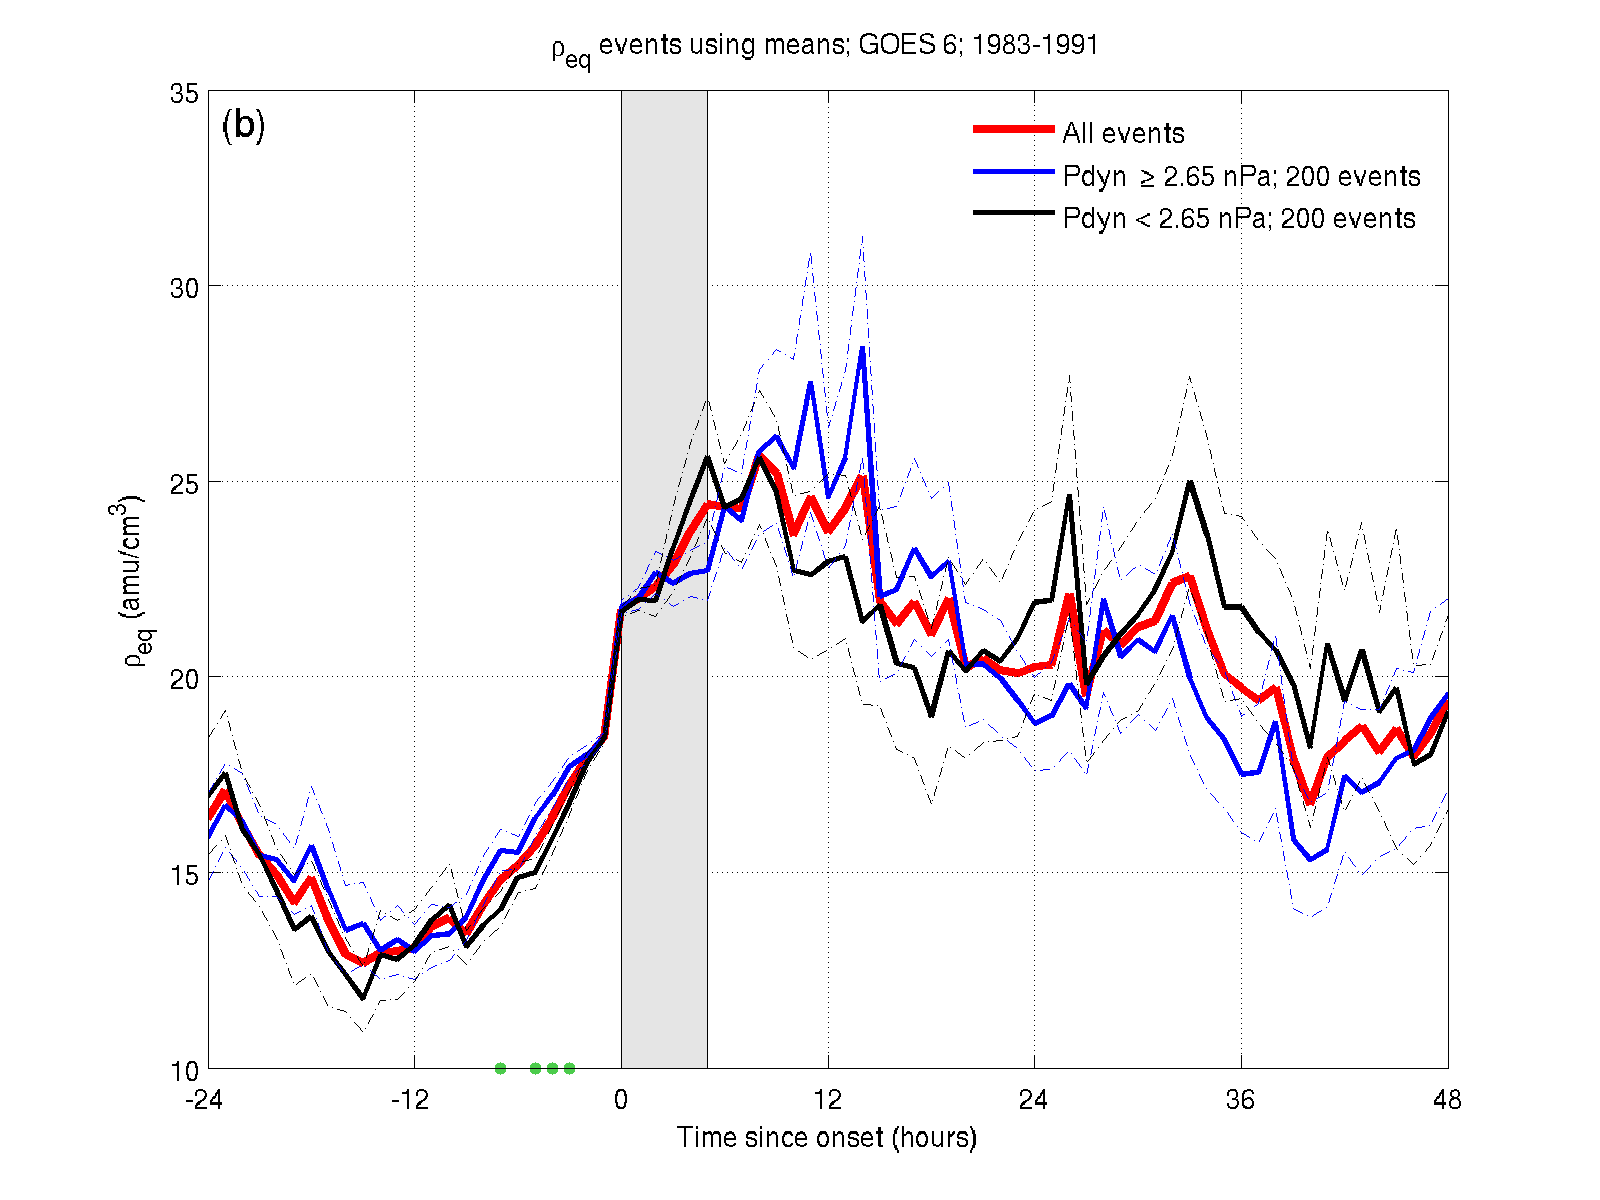 ρeq events using means; GOES 6; 1983-1991
(b)
All events
Pdyn ≥ 2.65 nPa; 200 events
Pdyn < 2.65 nPa; 200 events
ρeq (amu/cm3)
35
30
25
20
15
10
-24 -12 0 12 24 36 48
Time since onset (hours)